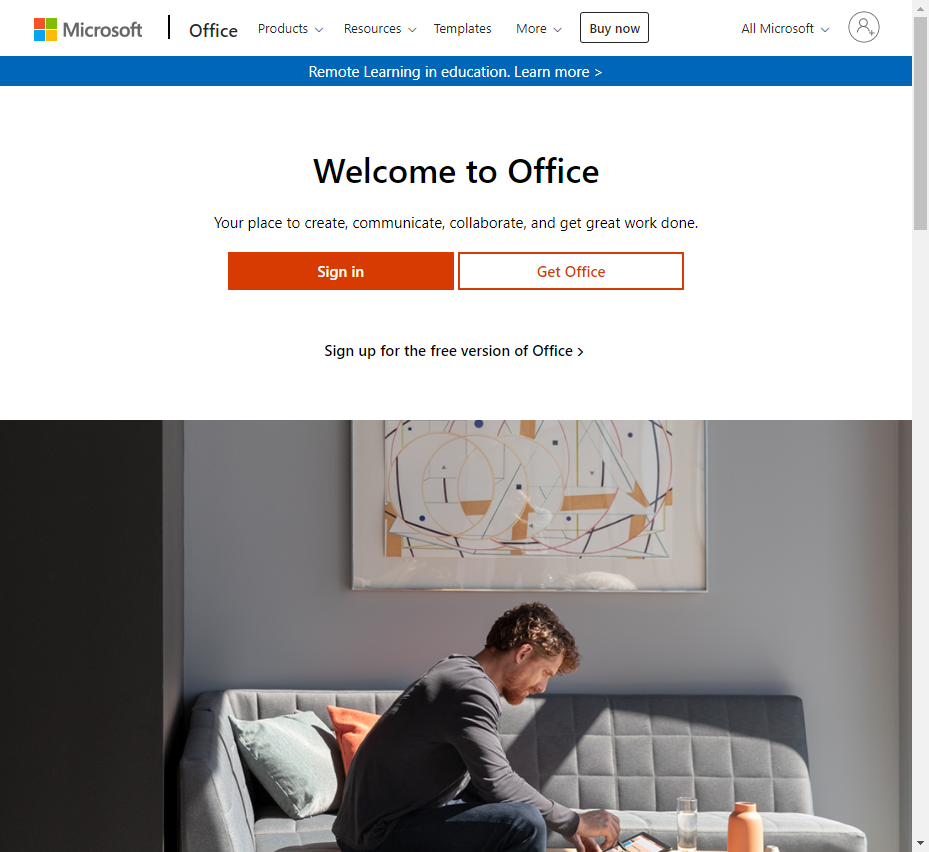 Microsoft
Office
Products
Resources
Templates
More
Buy now
All Microsoft
Remote Learning in education. Learn more >
Welcome to Office
Your place to create, communicate, collaborate, and get great work done.
Sign in
Get Office
Sign up for the free version of Office >